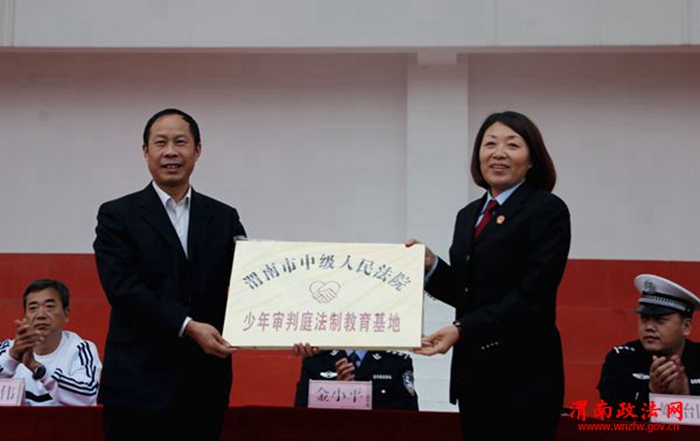 渭南市中级人民法院
少年审判庭法制教育基地
伟
金小平
渭南政法网
www.wnzfw.gov.cn